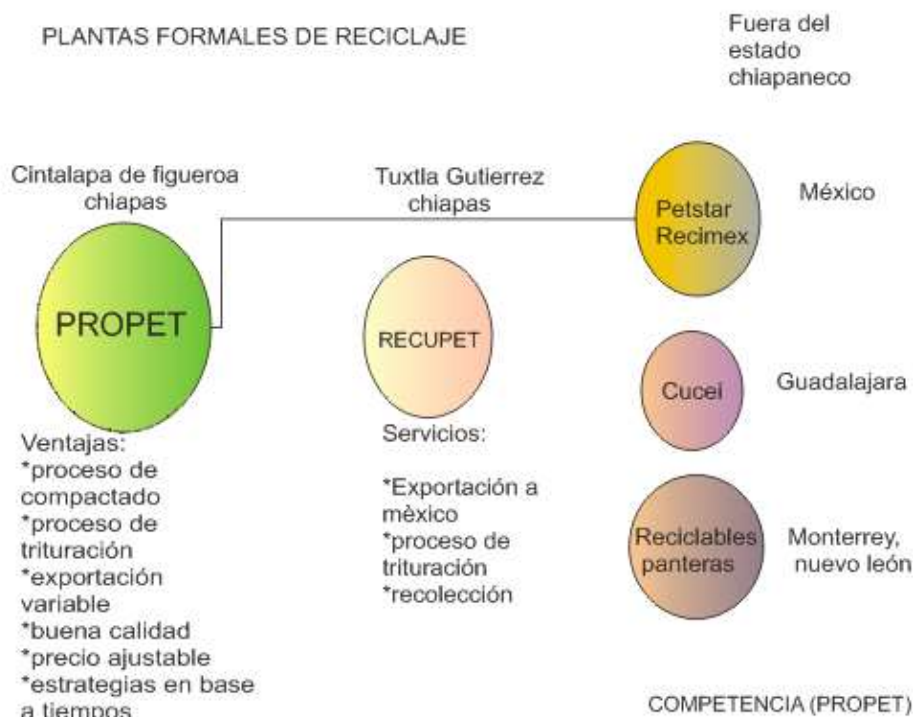 PLANTAS FORMALES DE RECICLAJE
Fuera del
estado
chiapaneco
Cintalapa de figueroa
chiapas
PROPET
Ventajas:
*proceso de
compactado
*proceso de
trituración
*exportación
variable
*buena calidad
*precio ajustable
*estrategias en base
a tiempos
Tuxtla Gutierrez
chiapas
RECUPET
Servicios:
*Exportación a
mèxico
*proceso de
trituración
*recolección
Petstar
Recimex
México
Cucei
Guadalajara
Reciclables
panteras
Monterrey,
nuevo león
COMPETENCIA (PROPET)